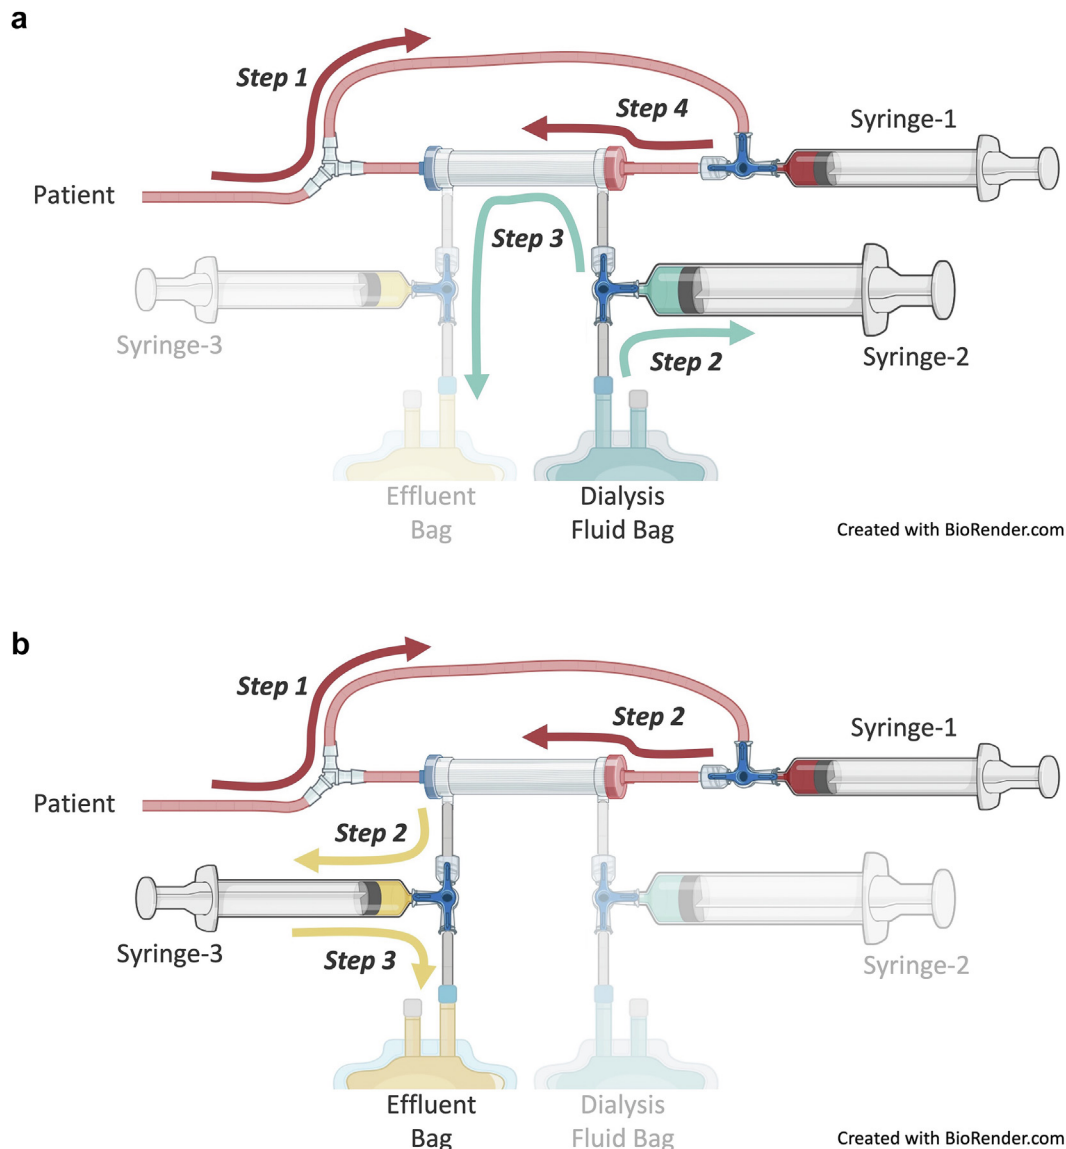 a
Step 1
Step 4
Syringe-1
Patient
Step 3
Syringe-3
Step 2
Syringe-2
Effluent
Bag
Dialysis
Fluid Bag
Created with BioRender.com
b
Step 1
Step 2
Syringe-1
Patient
Step 2
Syringe-3
Step 3
Syringe-2
Effluent
Bag
Dialysis
Fluid Bag
Created with BioRender.com